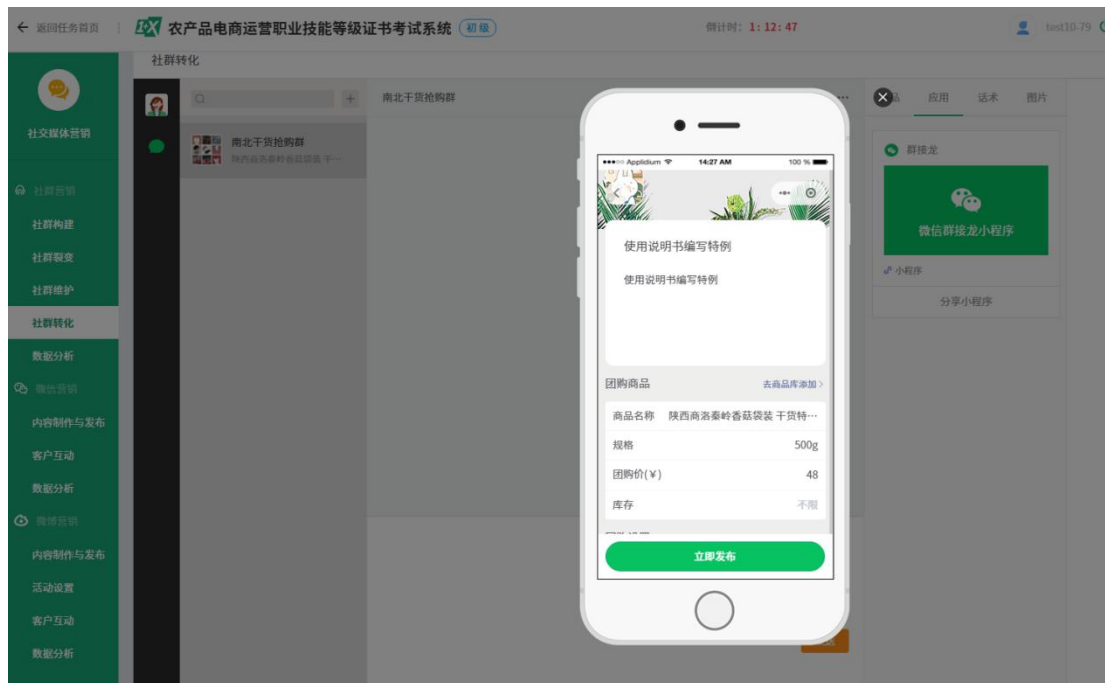 返回任务首页
农产品电商运营职业技能等级证书考试系统 初级
倒计时: 1: 12: 47
test10-79
社群转化
社交媒体营销
社群营销
社群构建
社群裂变
社群维护
社群转化
数据分析
微信营销
内容制作与发布
客户互动
数据分析
微博营销
内容制作与发布
活动设置
客户互动
数据分析
南北干货抢购群
陕西商洛秦岭香菇袋装 干…
南北干货抢购群
Applidium 14:27 AM 100 %
使用说明书编写特例
使用说明书编写特例
团购商品 去商品库添加
商品名称 陕西商洛秦岭香菇袋装 干货特…
规格 500g
团购价(¥) 48
库存 不限
立即发布
应用 话术 图片
群接龙
微信群接龙小程序
小程序
分享小程序